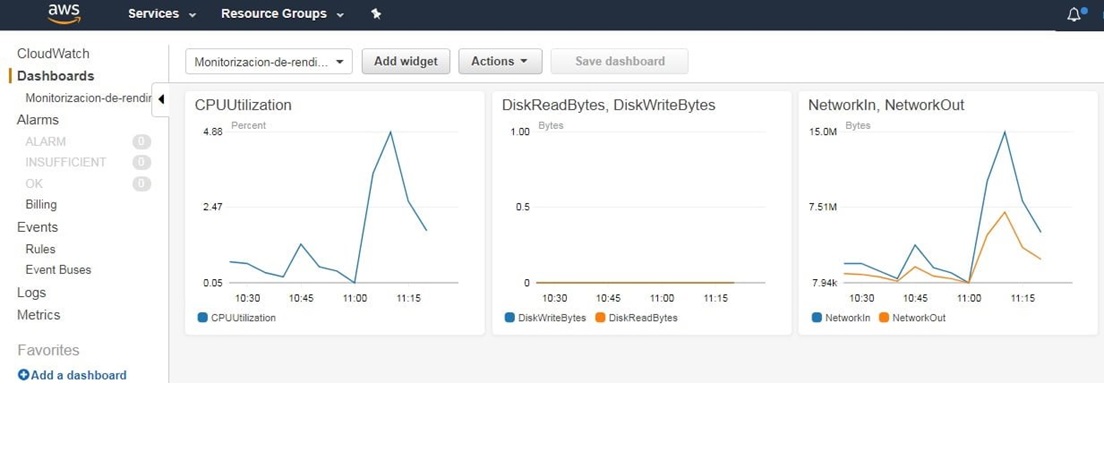 aws
Services
Resource Groups
CloudWatch
Dashboards
Monitorizacion-de-rendir
Alarms
ALARM 0
INSUFFICIENT 0
OK 0
Billing
Events
Rules
Event Buses
Logs
Metrics
Favorites
Add a dashboard
Monitorizacion-de-rendi...
Add widget
Actions
Save dashboard
CPUUtilization
Percent
4.88
2.47
0.05
10:30 10:45 11:00 11:15
CPUUtilization
DiskReadBytes, DiskWriteBytes
Bytes
1.00
0.5
0
10:30 10:45 11:00 11:15
DiskWriteBytes DiskReadBytes
NetworkIn, NetworkOut
Bytes
15.0M
7.51M
7.94k
10:30 10:45 11:00 11:15
NetworkIn NetworkOut